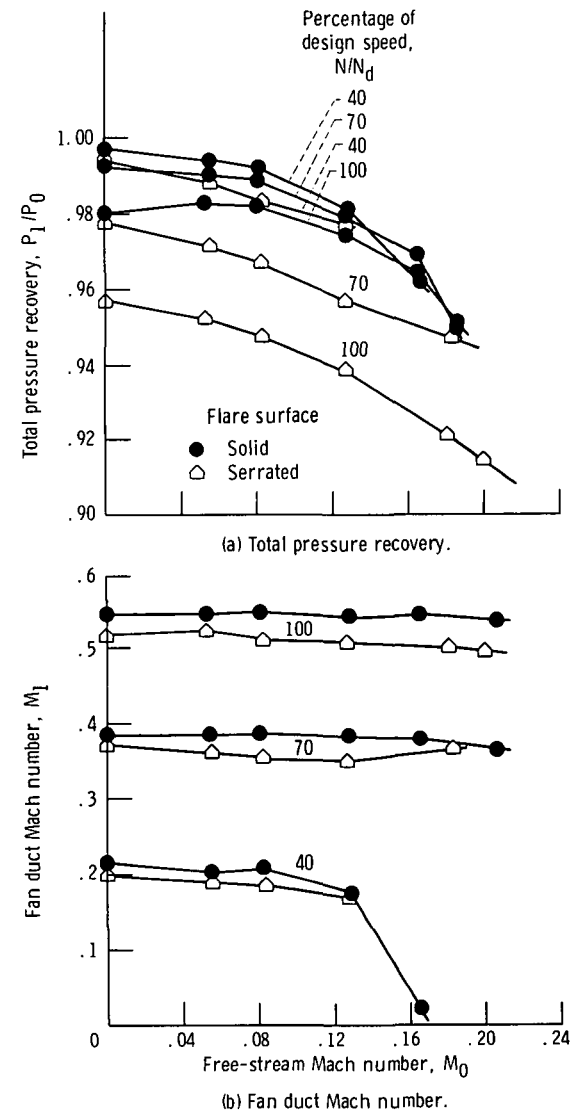 Percentage of
design speed,
N/Nd
40
70
40
100
1.00
.98
.96
.94
.92
.90
Total pressure recovery, P1/P0
70
100
Flare surface
Solid
Serrated
(a) Total pressure recovery.
.6
.5
.4
.3
.2
.1
0
Fan duct Mach number, M1
100
70
40
.04 .08 .12 .16 .20 .24
Free-stream Mach number, M0
(b) Fan duct Mach number.